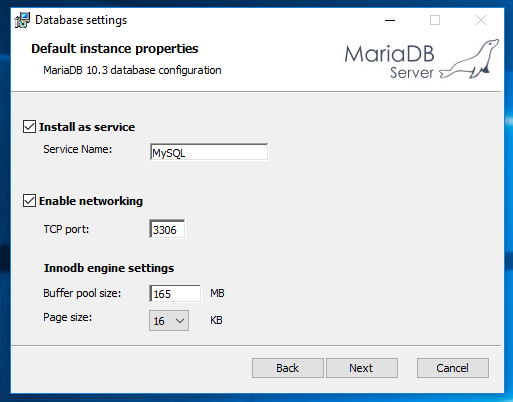 Database settings
Default instance properties
MariaDB 10.3 database configuration
MariaDB
Server
Install as service
Service Name: MySQL
Enable networking
TCP port: 3306
Innodb engine settings
Buffer pool size: 165 MB
Page size: 16 KB
Back Next Cancel